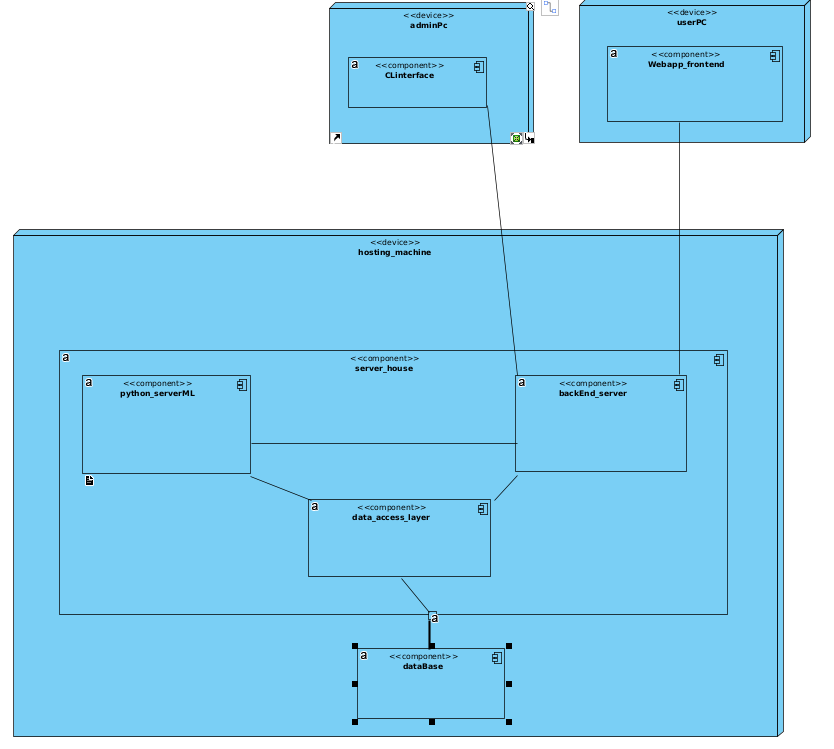 <<device>>
adminPc
a
<<component>>
CLinterface
<<device>>
userPC
a
<<component>>
Webapp_frontend
<<device>>
hosting_machine
a
<<component>>
server_house
a
<<component>>
python_serverML
a
<<component>>
backEnd_server
a
<<component>>
data_access_layer
a
a
<<component>>
dataBase